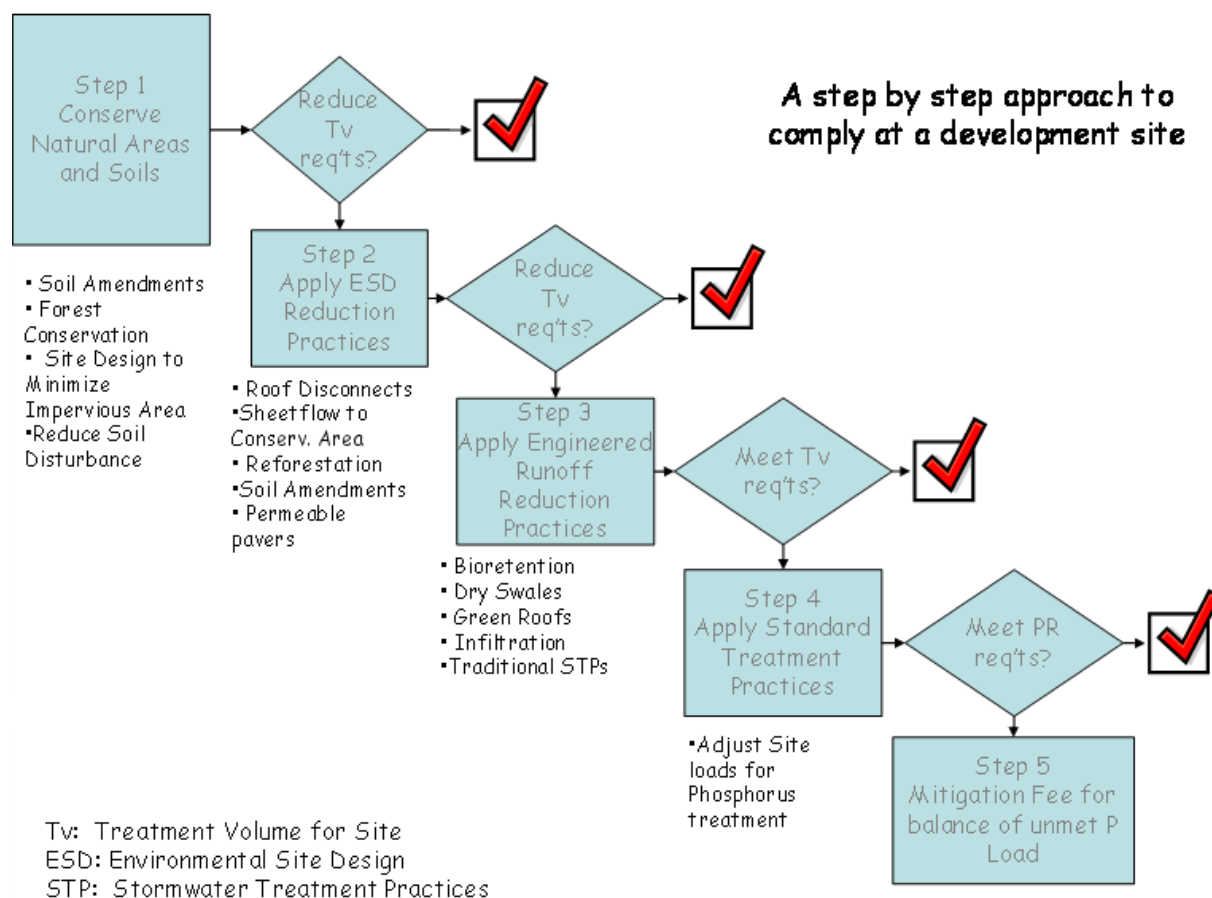 A step by step approach to
comply at a development site
Step 1
Conserve
Natural Areas
and Soils
Reduce
Tv
req'ts?
▪ Soil Amendments
▪ Forest
Conservation
▪ Site Design to
Minimize
Impervious Area
▪Reduce Soil
Disturbance
Step 2
Apply ESD
Reduction
Practices
Reduce
Tv
req'ts?
▪ Roof Disconnects
▪Sheetflow to
Conserv. Area
▪ Reforestation
▪Soil Amendments
▪ Permeable
pavers
Step 3
Apply Engineered
Runoff
Reduction
Practices
Meet Tv
req'ts?
▪ Bioretention
▪ Dry Swales
▪ Green Roofs
▪ Infiltration
▪Traditional STPs
Step 4
Apply Standard
Treatment
Practices
Meet PR
req'ts?
▪Adjust Site
loads for
Phosphorus
treatment
Step 5
Mitigation Fee for
balance of unmet P
Load
Tv: Treatment Volume for Site
ESD: Environmental Site Design
STP: Stormwater Treatment Practices